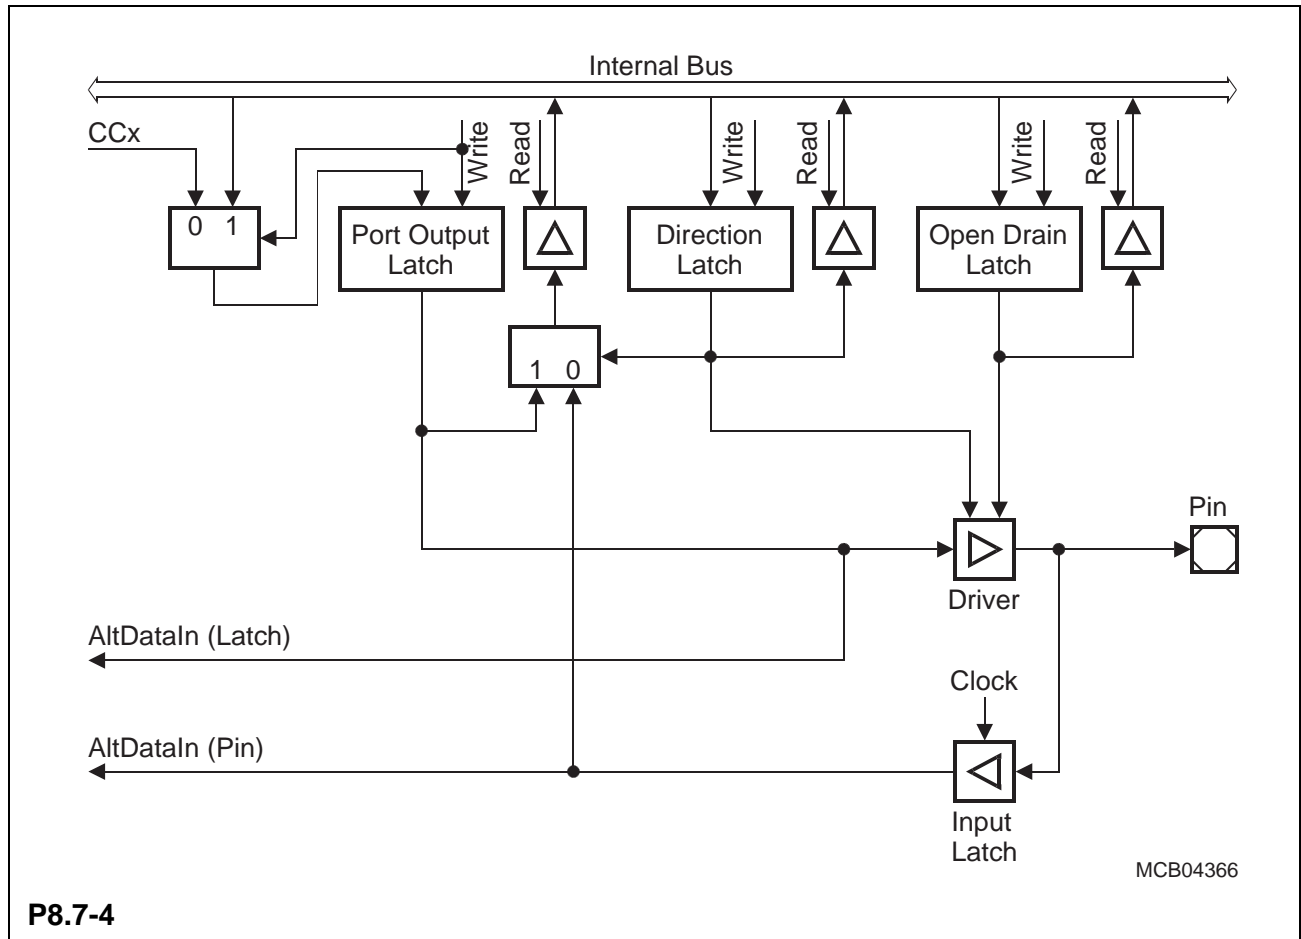 Internal Bus
CCx
Write
Read
Write
Read
Write
Read
0 1
Port Output
Latch
Direction
Latch
Open Drain
Latch
1 0
Pin
Driver
AltDataIn (Latch)
Clock
AltDataIn (Pin)
Input
Latch
MCB04366
P8.7-4